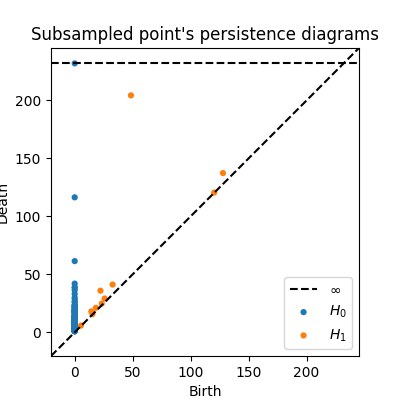 Subsampled point's persistence diagrams
200
150
100
50
0
Death
0 50 100 150 200
Birth
∞
H₀
H₁